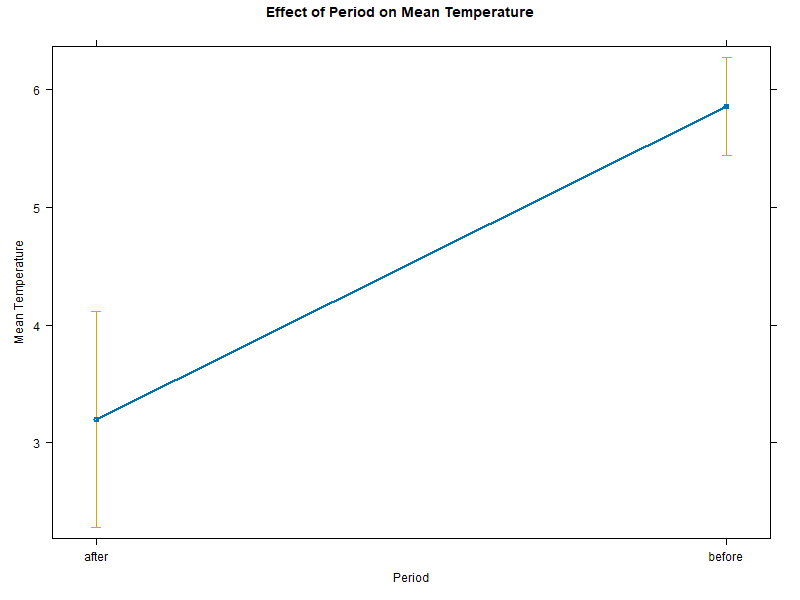 Effect of Period on Mean Temperature
6
5
4
3
Mean Temperature
after
before
Period